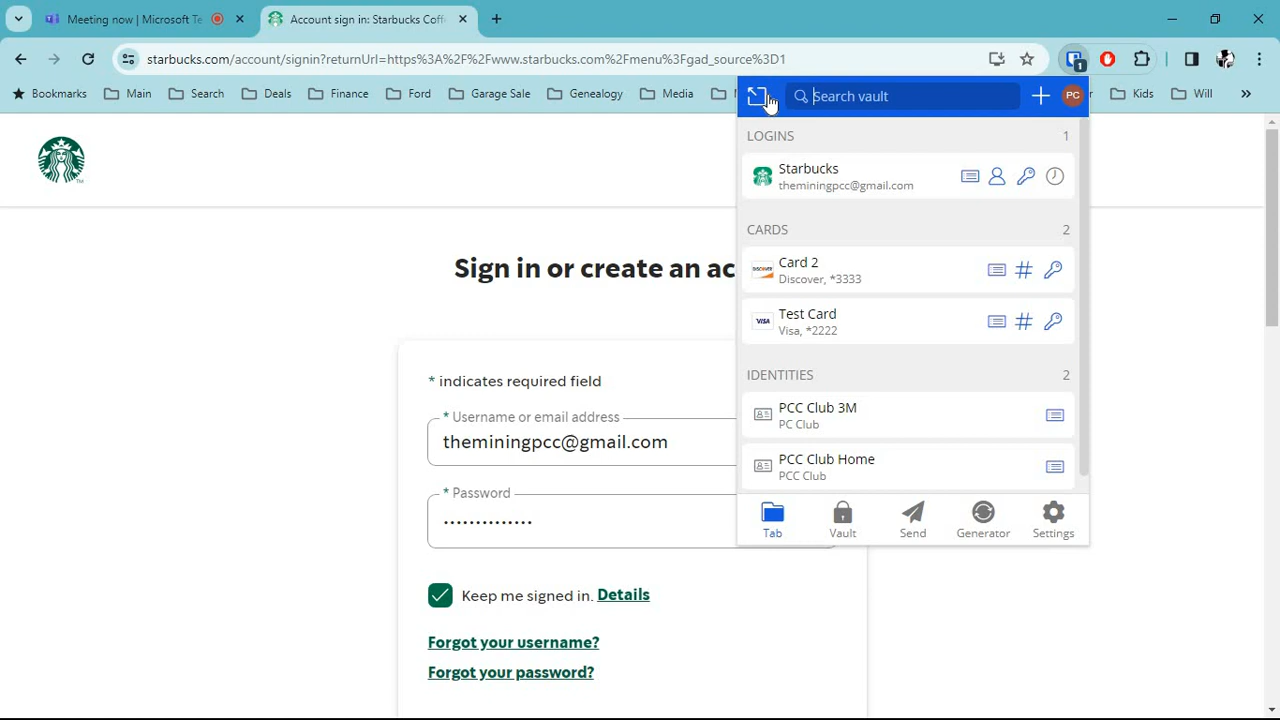 Meeting now | Microsoft Te
Account sign in: Starbucks Coff
starbucks.com/account/signin?returnUrl=https%3A%2F%2Fwww.starbucks.com%2Fmenu%3Fgad_source%3D1
1
Bookmarks
Main
Search
Deals
Finance
Ford
Garage Sale
Genealogy
Media
Kids
Will
Search vault
PC
LOGINS 1
Starbucks
theminingpcc@gmail.com
CARDS 2
Card 2
Discover, *3333
VISA
Test Card
Visa, *2222
IDENTITIES 2
PCC Club 3M
PC Club
PCC Club Home
PCC Club
Tab
Vault
Send
Generator
Settings
Sign in or create an ac
* indicates required field
* Username or email address
theminingpcc@gmail.com
* Password
Keep me signed in. Details
Forgot your username?
Forgot your password?